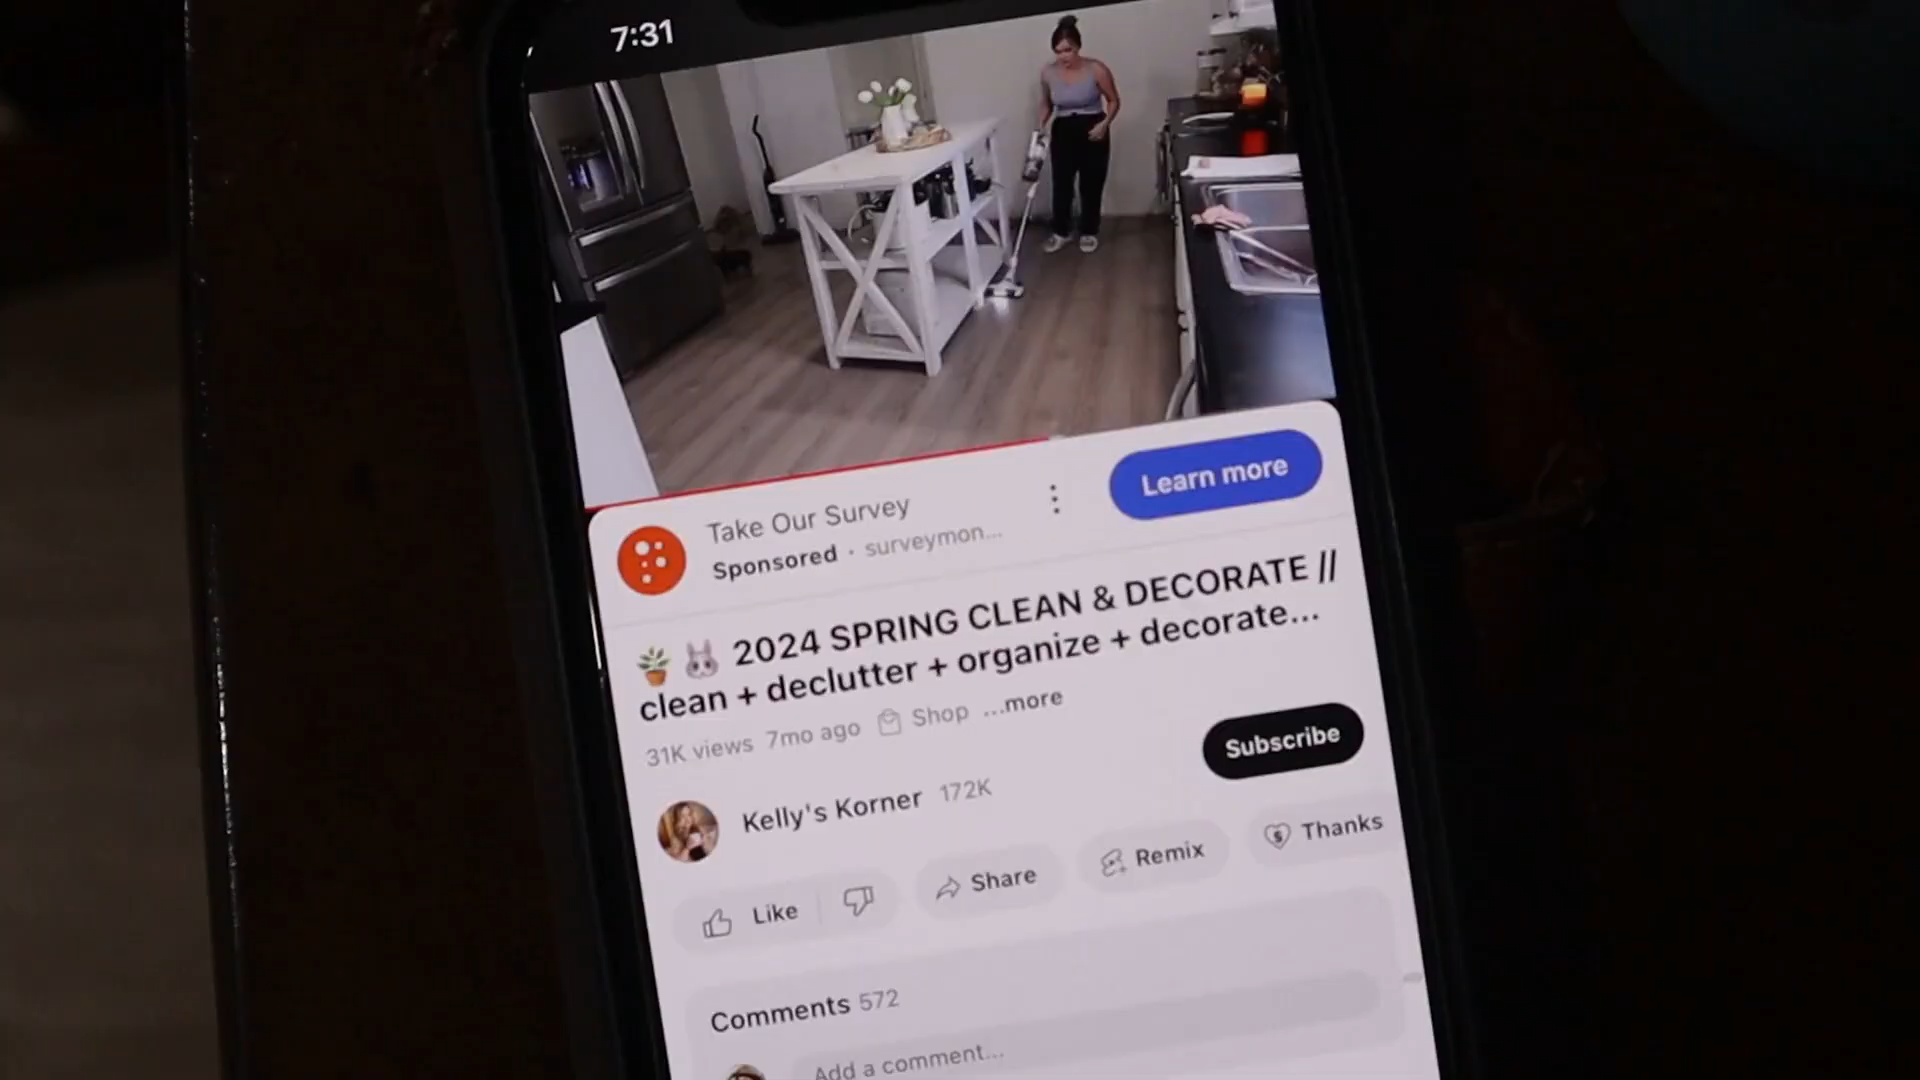 7:31
Take Our Survey
Sponsored · surveymon...
Learn more
🪴 🐰 2024 SPRING CLEAN & DECORATE //
clean + declutter + organize + decorate...
31K views 7mo ago Shop ...more
Kelly's Korner 172K
Subscribe
Like
Share
Remix
Thanks
Comments 572
Add a comment...